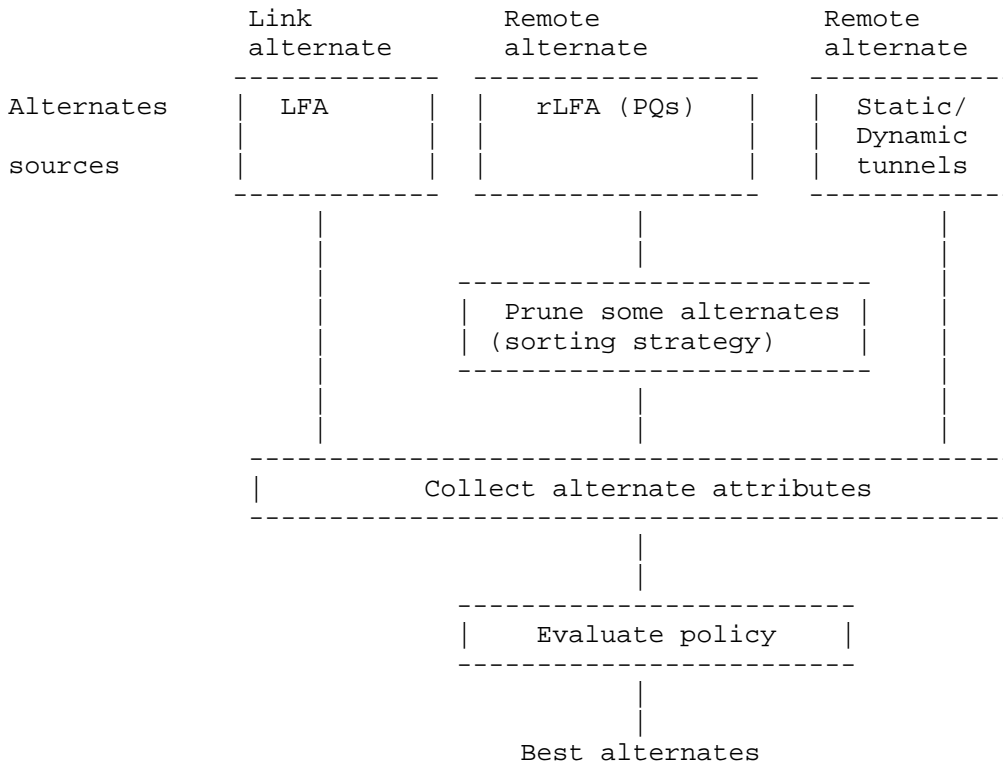 Link Remote Remote
alternate alternate alternate
Alternates LFA rLFA (PQs) Static/
Dynamic
sources tunnels
Prune some alternates
(sorting strategy)
Collect alternate attributes
Evaluate policy
Best alternates